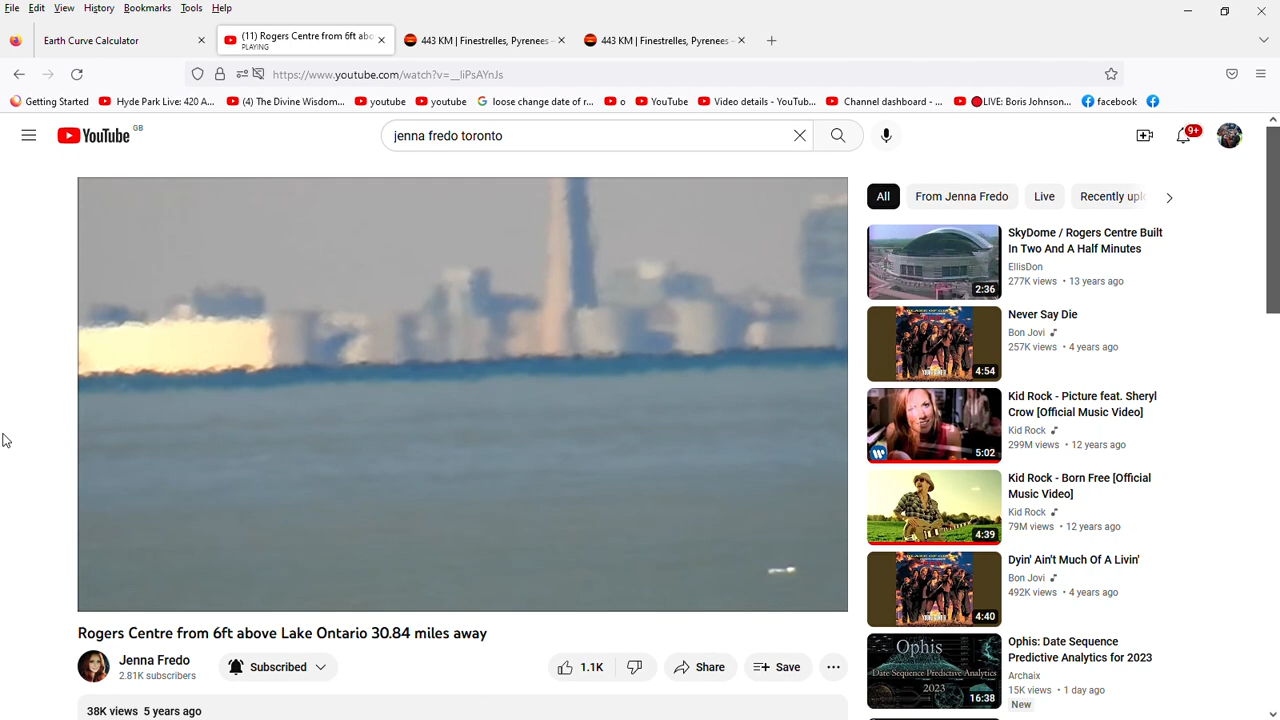 File Edit View History Bookmarks Tools Help
Earth Curve Calculator
(11) Rogers Centre from 6ft abo
PLAYING
443 KM | Finestrelles, Pyrenees -
443 KM | Finestrelles, Pyrenees -
https://www.youtube.com/watch?v=__liPsAYnJs
Getting Started
Hyde Park Live: 420 A...
(4) The Divine Wisdom...
youtube
youtube
loose change date of r...
o
YouTube
Video details - YouTub...
Channel dashboard - ...
LIVE: Boris Johnson...
facebook
YouTube GB
jenna fredo toronto
9+
All
From Jenna Fredo
Live
Recently uplo
SkyDome / Rogers Centre Built
In Two And A Half Minutes
EllisDon
277K views • 13 years ago
2:36
Never Say Die
Bon Jovi
257K views • 4 years ago
4:54
Kid Rock - Picture feat. Sheryl
Crow [Official Music Video]
Kid Rock
299M views • 12 years ago
5:02
Kid Rock - Born Free [Official
Music Video]
Kid Rock
79M views • 12 years ago
4:39
Dyin' Ain't Much Of A Livin'
Bon Jovi
492K views • 4 years ago
4:40
Ophis: Date Sequence
Predictive Analytics for 2023
Archaix
15K views • 1 day ago
New
Ophis
Date Sequence Predictive Analytics
2023
16:38
Rogers Centre from 6ft above Lake Ontario 30.84 miles away
Jenna Fredo
2.81K subscribers
Subscribed
1.1K
Share
Save
38K views 5 years ago